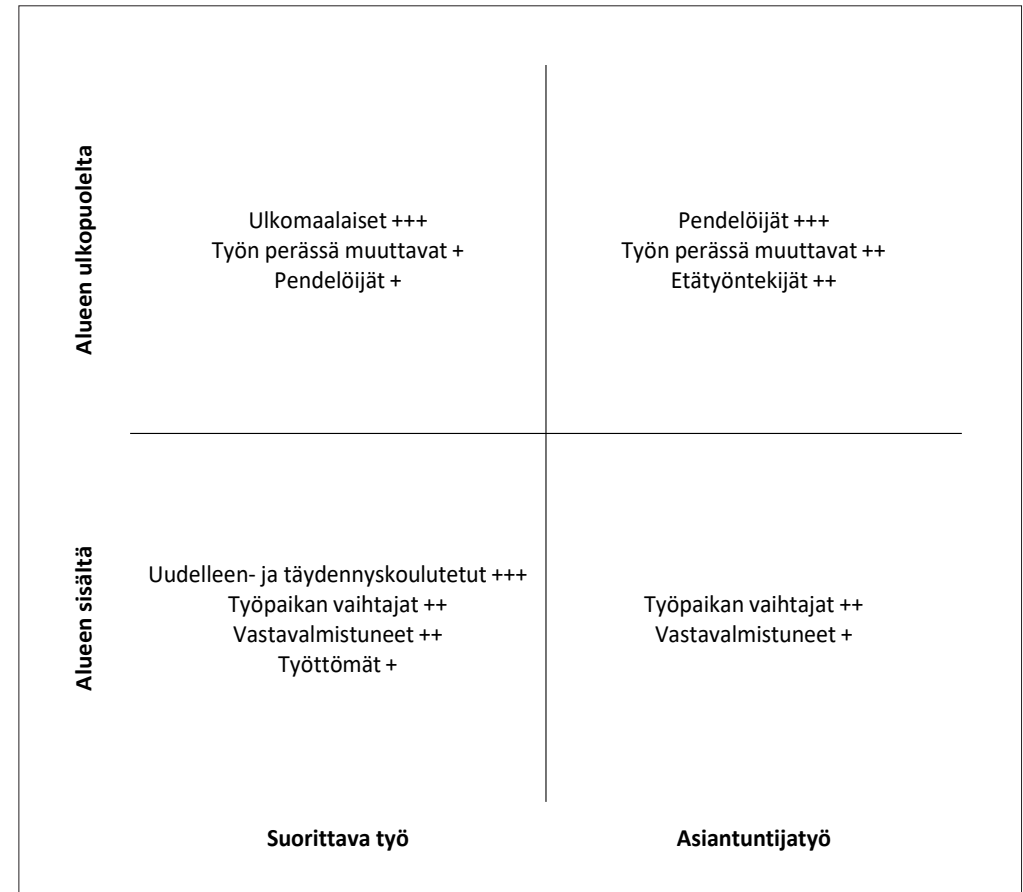 Alueen ulkopuolelta
Ulkomaalaiset +++
Työn perässä muuttavat +
Pendelöijät +
Pendelöijät +++
Työn perässä muuttavat ++
Etätyöntekijät ++
Alueen sisältä
Uudelleen- ja täydennyskoulutetut +++
Työpaikan vaihtajat ++
Vastavalmistuneet ++
Työttömät +
Työpaikan vaihtajat ++
Vastavalmistuneet +
Suorittava työ
Asiantuntijatyö